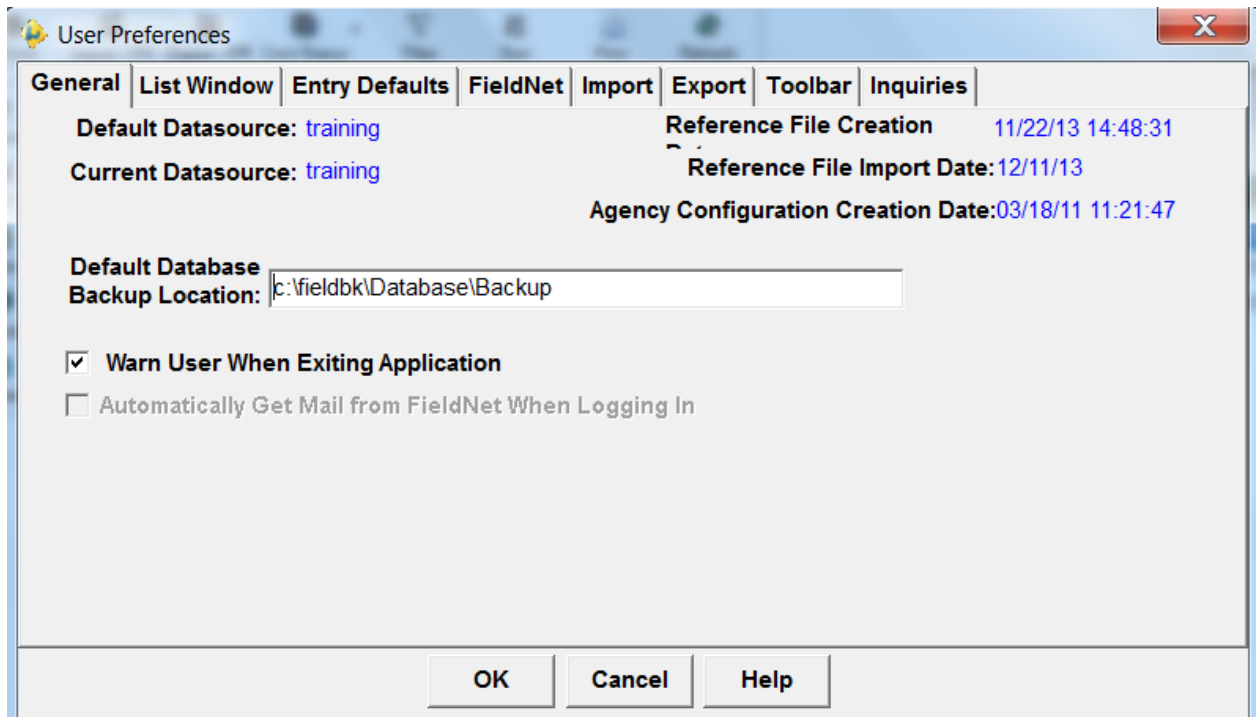 User Preferences
General List Window Entry Defaults FieldNet Import Export Toolbar Inquiries
Default Datasource: training
Reference File Creation
11/22/13 14:48:31
Current Datasource: training
Reference File Import Date:12/11/13
Agency Configuration Creation Date:03/18/11 11:21:47
Default Database
Backup Location: c:\fieldbk\Database\Backup
Warn User When Exiting Application
Automatically Get Mail from FieldNet When Logging In
OK Cancel Help